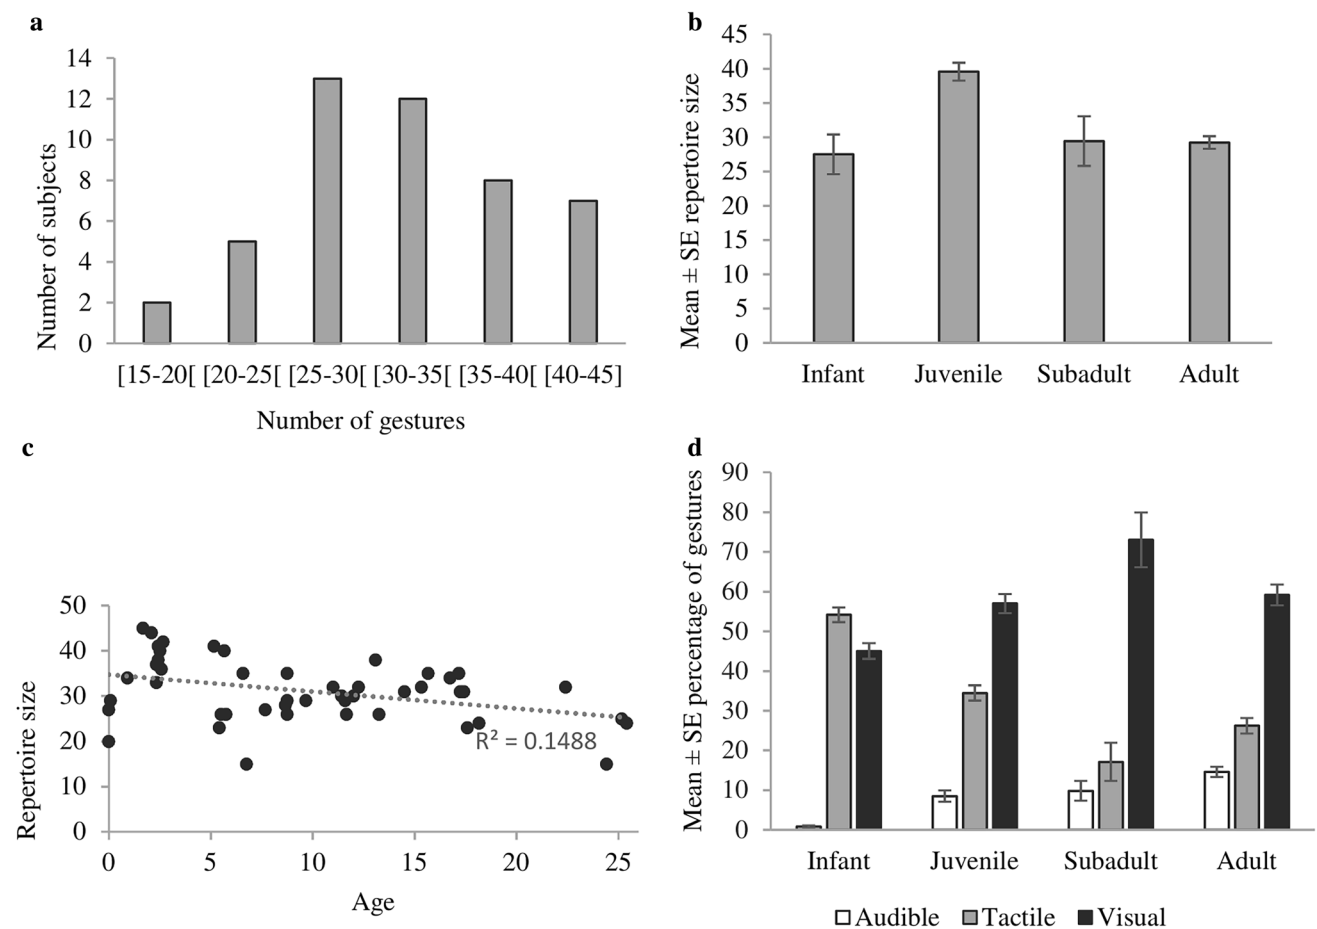 a
14
12
10
8
6
4
2
0
Number of subjects
[15-20[ [20-25[ [25-30[ [30-35[ [35-40[ [40-45]
Number of gestures
b
45
40
35
30
25
20
15
10
5
0
Mean ± SE repertoire size
Infant Juvenile Subadult Adult
c
50
40
30
20
10
0
Repertoire size
R² = 0.1488
0 5 10 15 20 25
Age
d
90
80
70
60
50
40
30
20
10
0
Mean ± SE percentage of gestures
Infant Juvenile Subadult Adult
Audible Tactile Visual